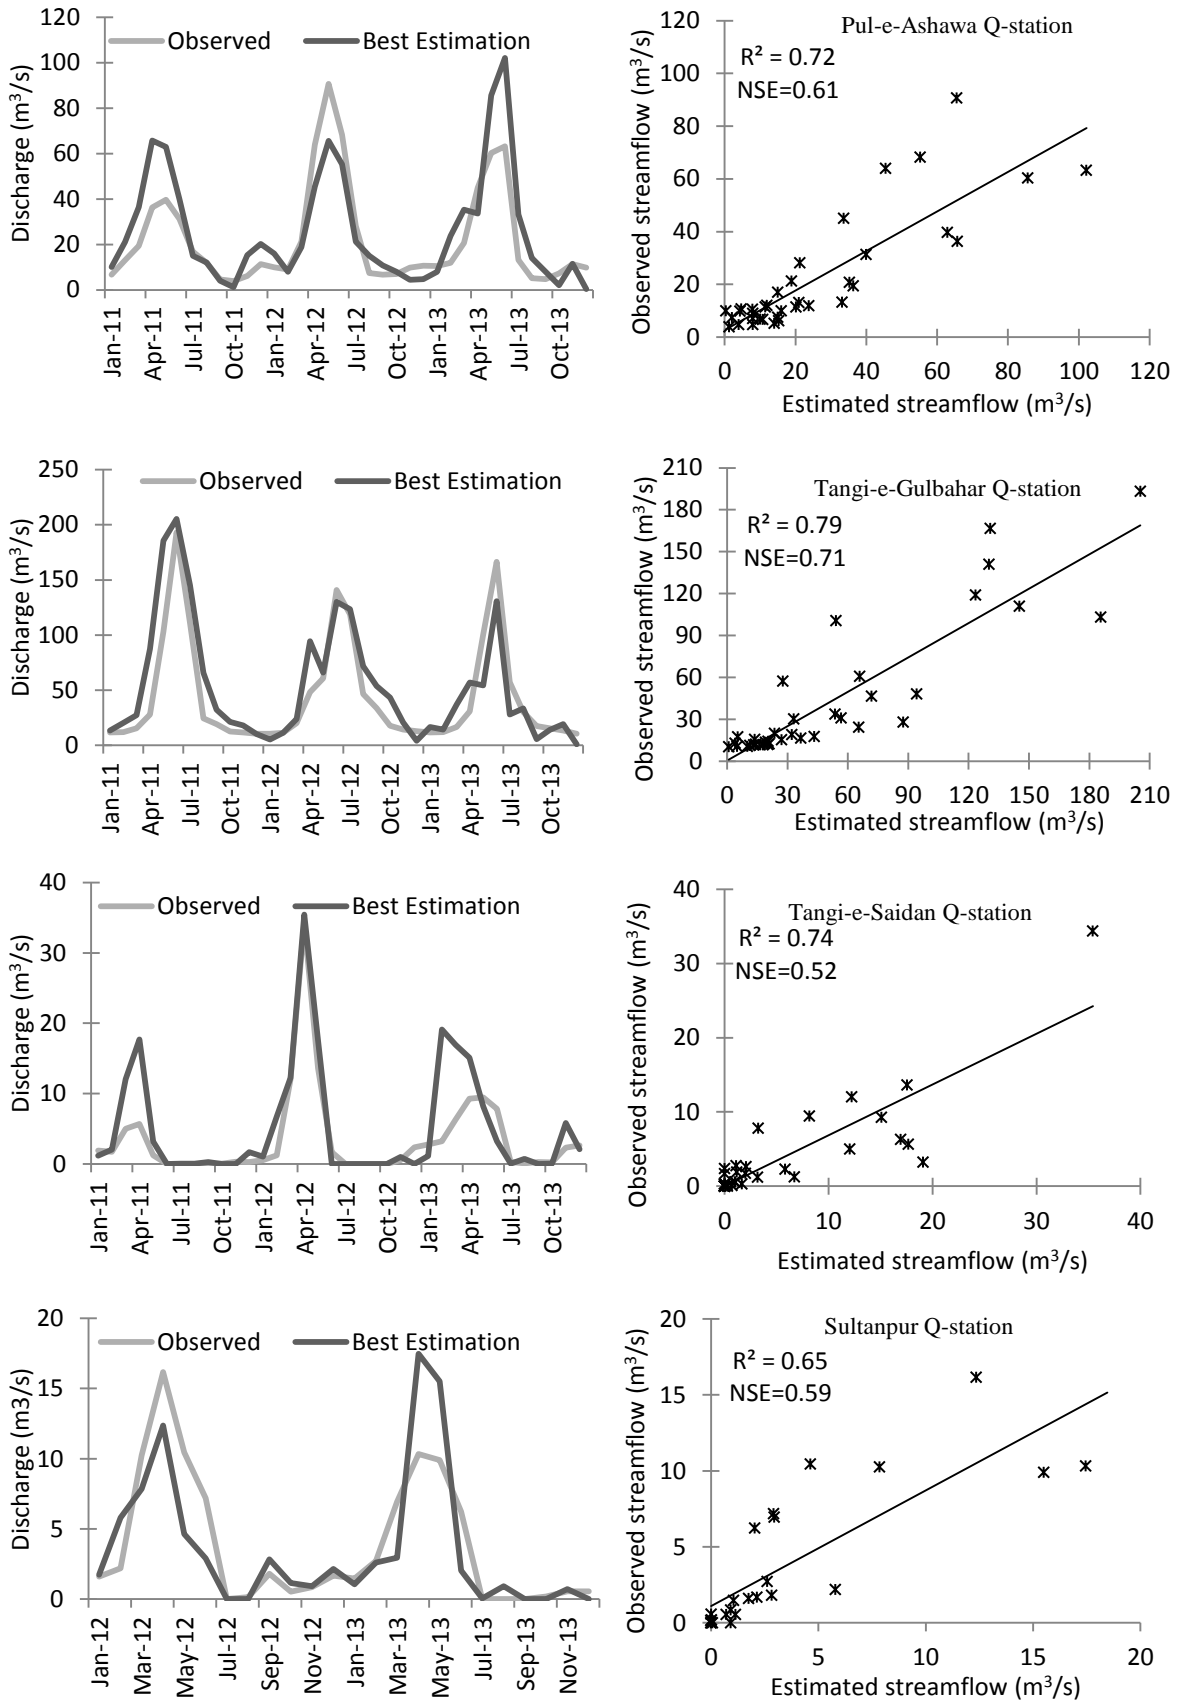 120
100
80
60
40
20
0
Discharge (m³/s)
Observed
Best Estimation
Jan-11
Apr-11
Jul-11
Oct-11
Jan-12
Apr-12
Jul-12
Oct-12
Jan-13
Apr-13
Jul-13
Oct-13
Pul-e-Ashawa Q-station
R² = 0.72
NSE=0.61
Observed streamflow (m³/s)
120
100
80
60
40
20
0
0 20 40 60 80 100 120
Estimated streamflow (m³/s)
250
200
150
100
50
0
Discharge (m³/s)
Observed
Best Estimation
Jan-11
Apr-11
Jul-11
Oct-11
Jan-12
Apr-12
Jul-12
Oct-12
Jan-13
Apr-13
Jul-13
Oct-13
Tangi-e-Gulbahar Q-station
R² = 0.79
NSE=0.71
Observed streamflow (m³/s)
210
180
150
120
90
60
30
0
0 30 60 90 120 150 180 210
Estimated streamflow (m³/s)
40
30
20
10
0
Discharge (m³/s)
Observed
Best Estimation
Jan-11
Apr-11
Jul-11
Oct-11
Jan-12
Apr-12
Jul-12
Oct-12
Jan-13
Apr-13
Jul-13
Oct-13
Tangi-e-Saidan Q-station
R² = 0.74
NSE=0.52
Observed streamflow (m³/s)
40
30
20
10
0
0 10 20 30 40
Estimated streamflow (m³/s)
20
15
10
5
0
Discharge (m3/s)
Observed
Best Estimation
Jan-12
Mar-12
May-12
Jul-12
Sep-12
Nov-12
Jan-13
Mar-13
May-13
Jul-13
Sep-13
Nov-13
Sultanpur Q-station
R² = 0.65
NSE=0.59
Observed streamflow (m³/s)
20
15
10
5
0
0 5 10 15 20
Estimated streamflow (m³/s)